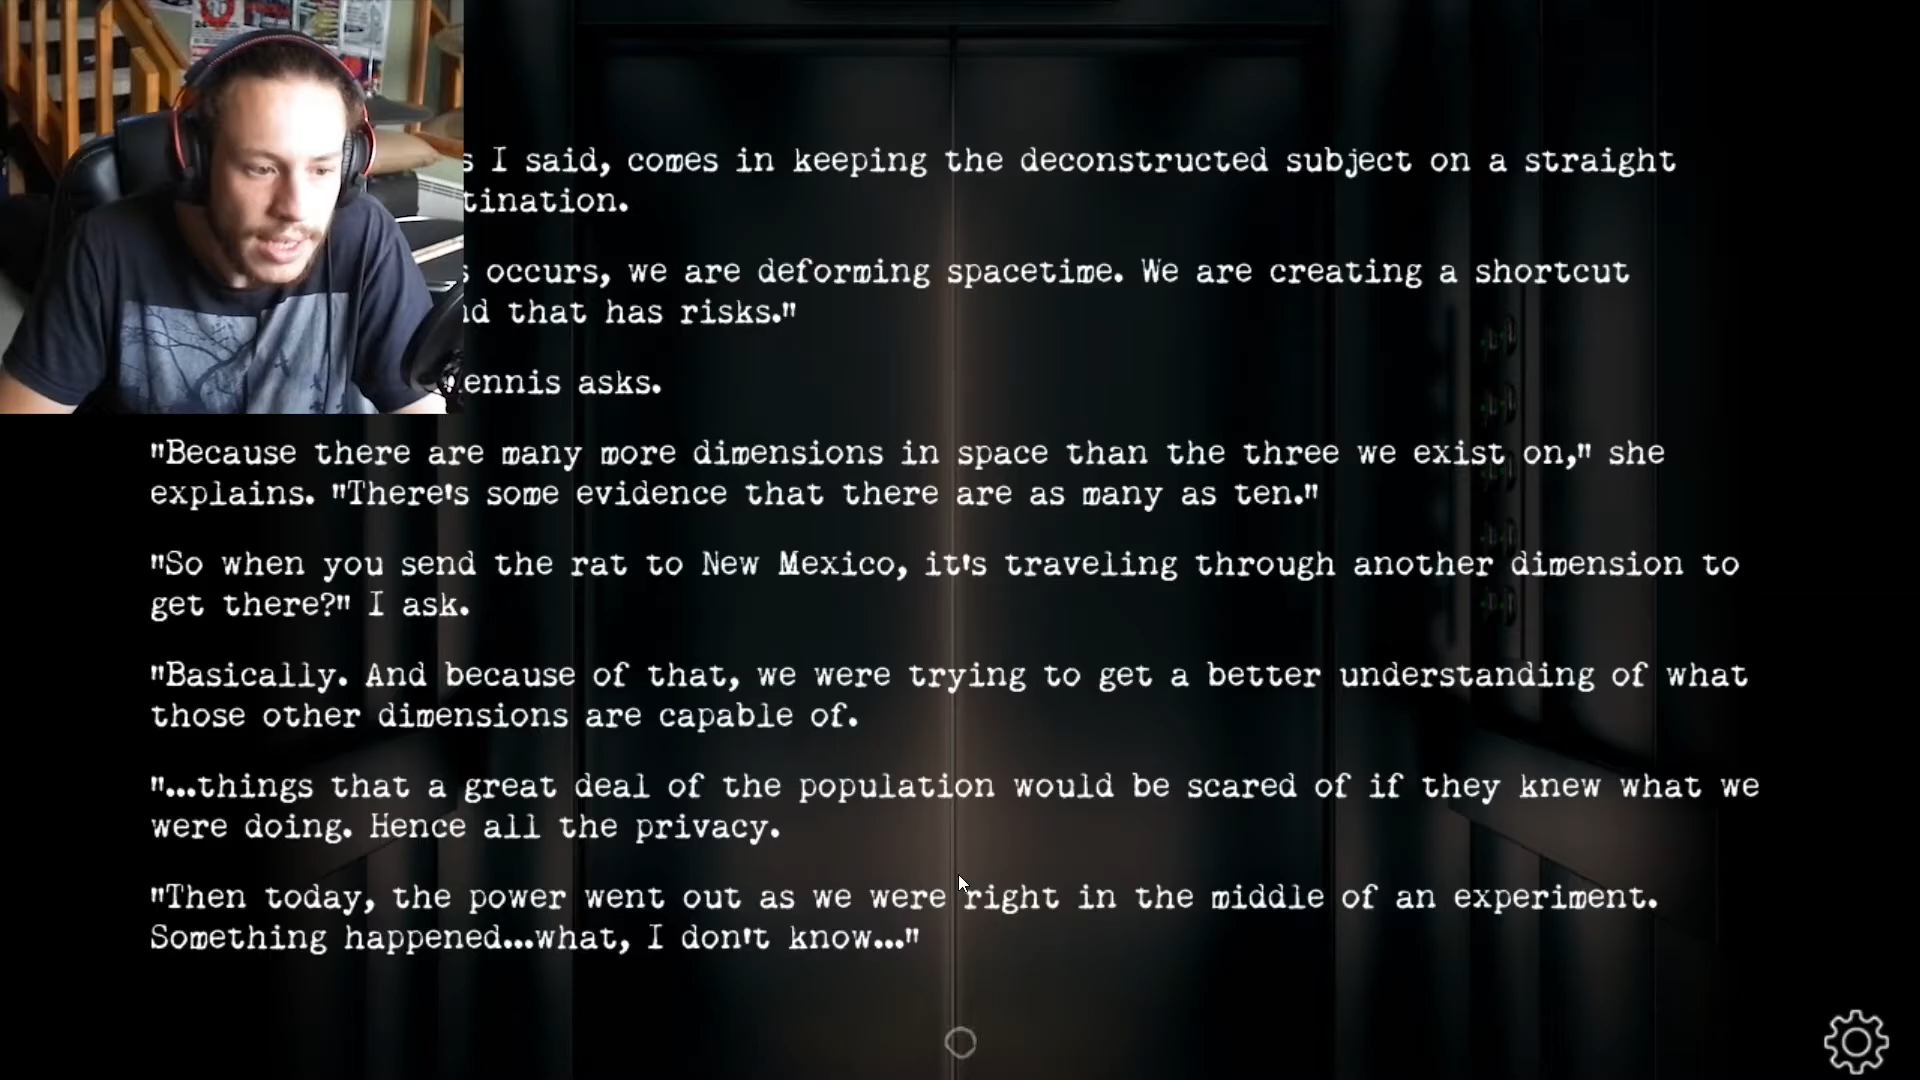 I said, comes in keeping the deconstructed subject on a straight
occurs, we are deforming spacetime. We are creating a shortcut
that has risks."
asks.
"Because there are many more dimensions in space than the three we exist on," she
explains. "There's some evidence that there are as many as ten."
"So when you send the rat to New Mexico, it's traveling through another dimension to
get there?" I ask.
"Basically. And because of that, we were trying to get a better understanding of what
those other dimensions are capable of.
"...things that a great deal of the population would be scared of if they knew what we
were doing. Hence all the privacy.
"Then today, the power went out as we were right in the middle of an experiment.
Something happened...what, I don't know..."